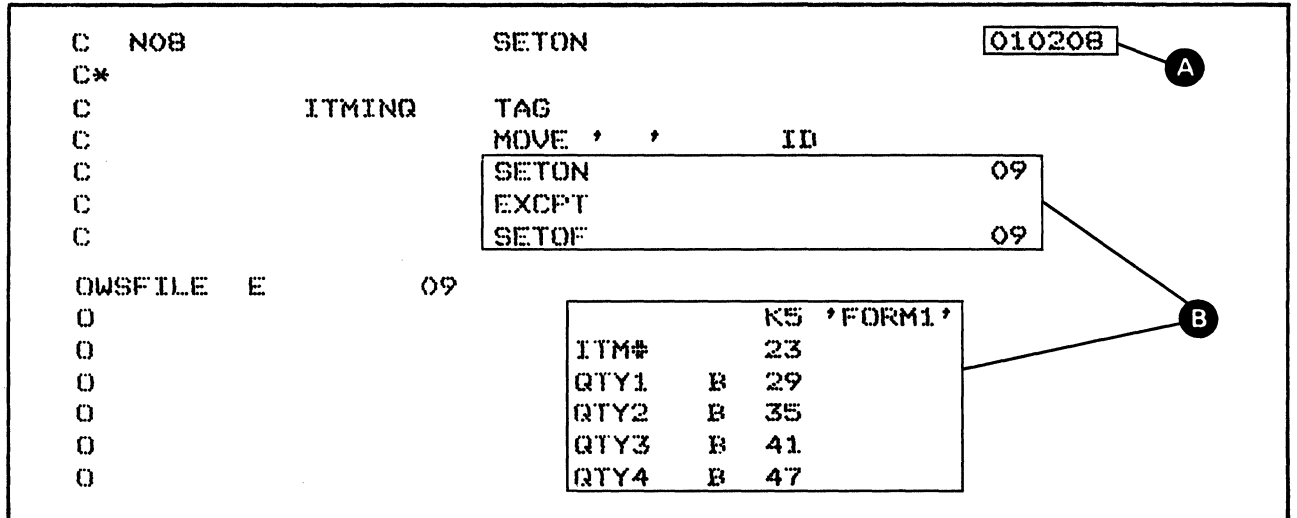 C N08 SETON 010208 A
C*
C ITMINQ TAG
C MOVE ' ' ID
C SETON 09
C EXCPT
C SETOF 09
OWSFILE E 09
O K5 'FORM1' B
O ITM# 23
O QTY1 B 29
O QTY2 B 35
O QTY3 B 41
O QTY4 B 47